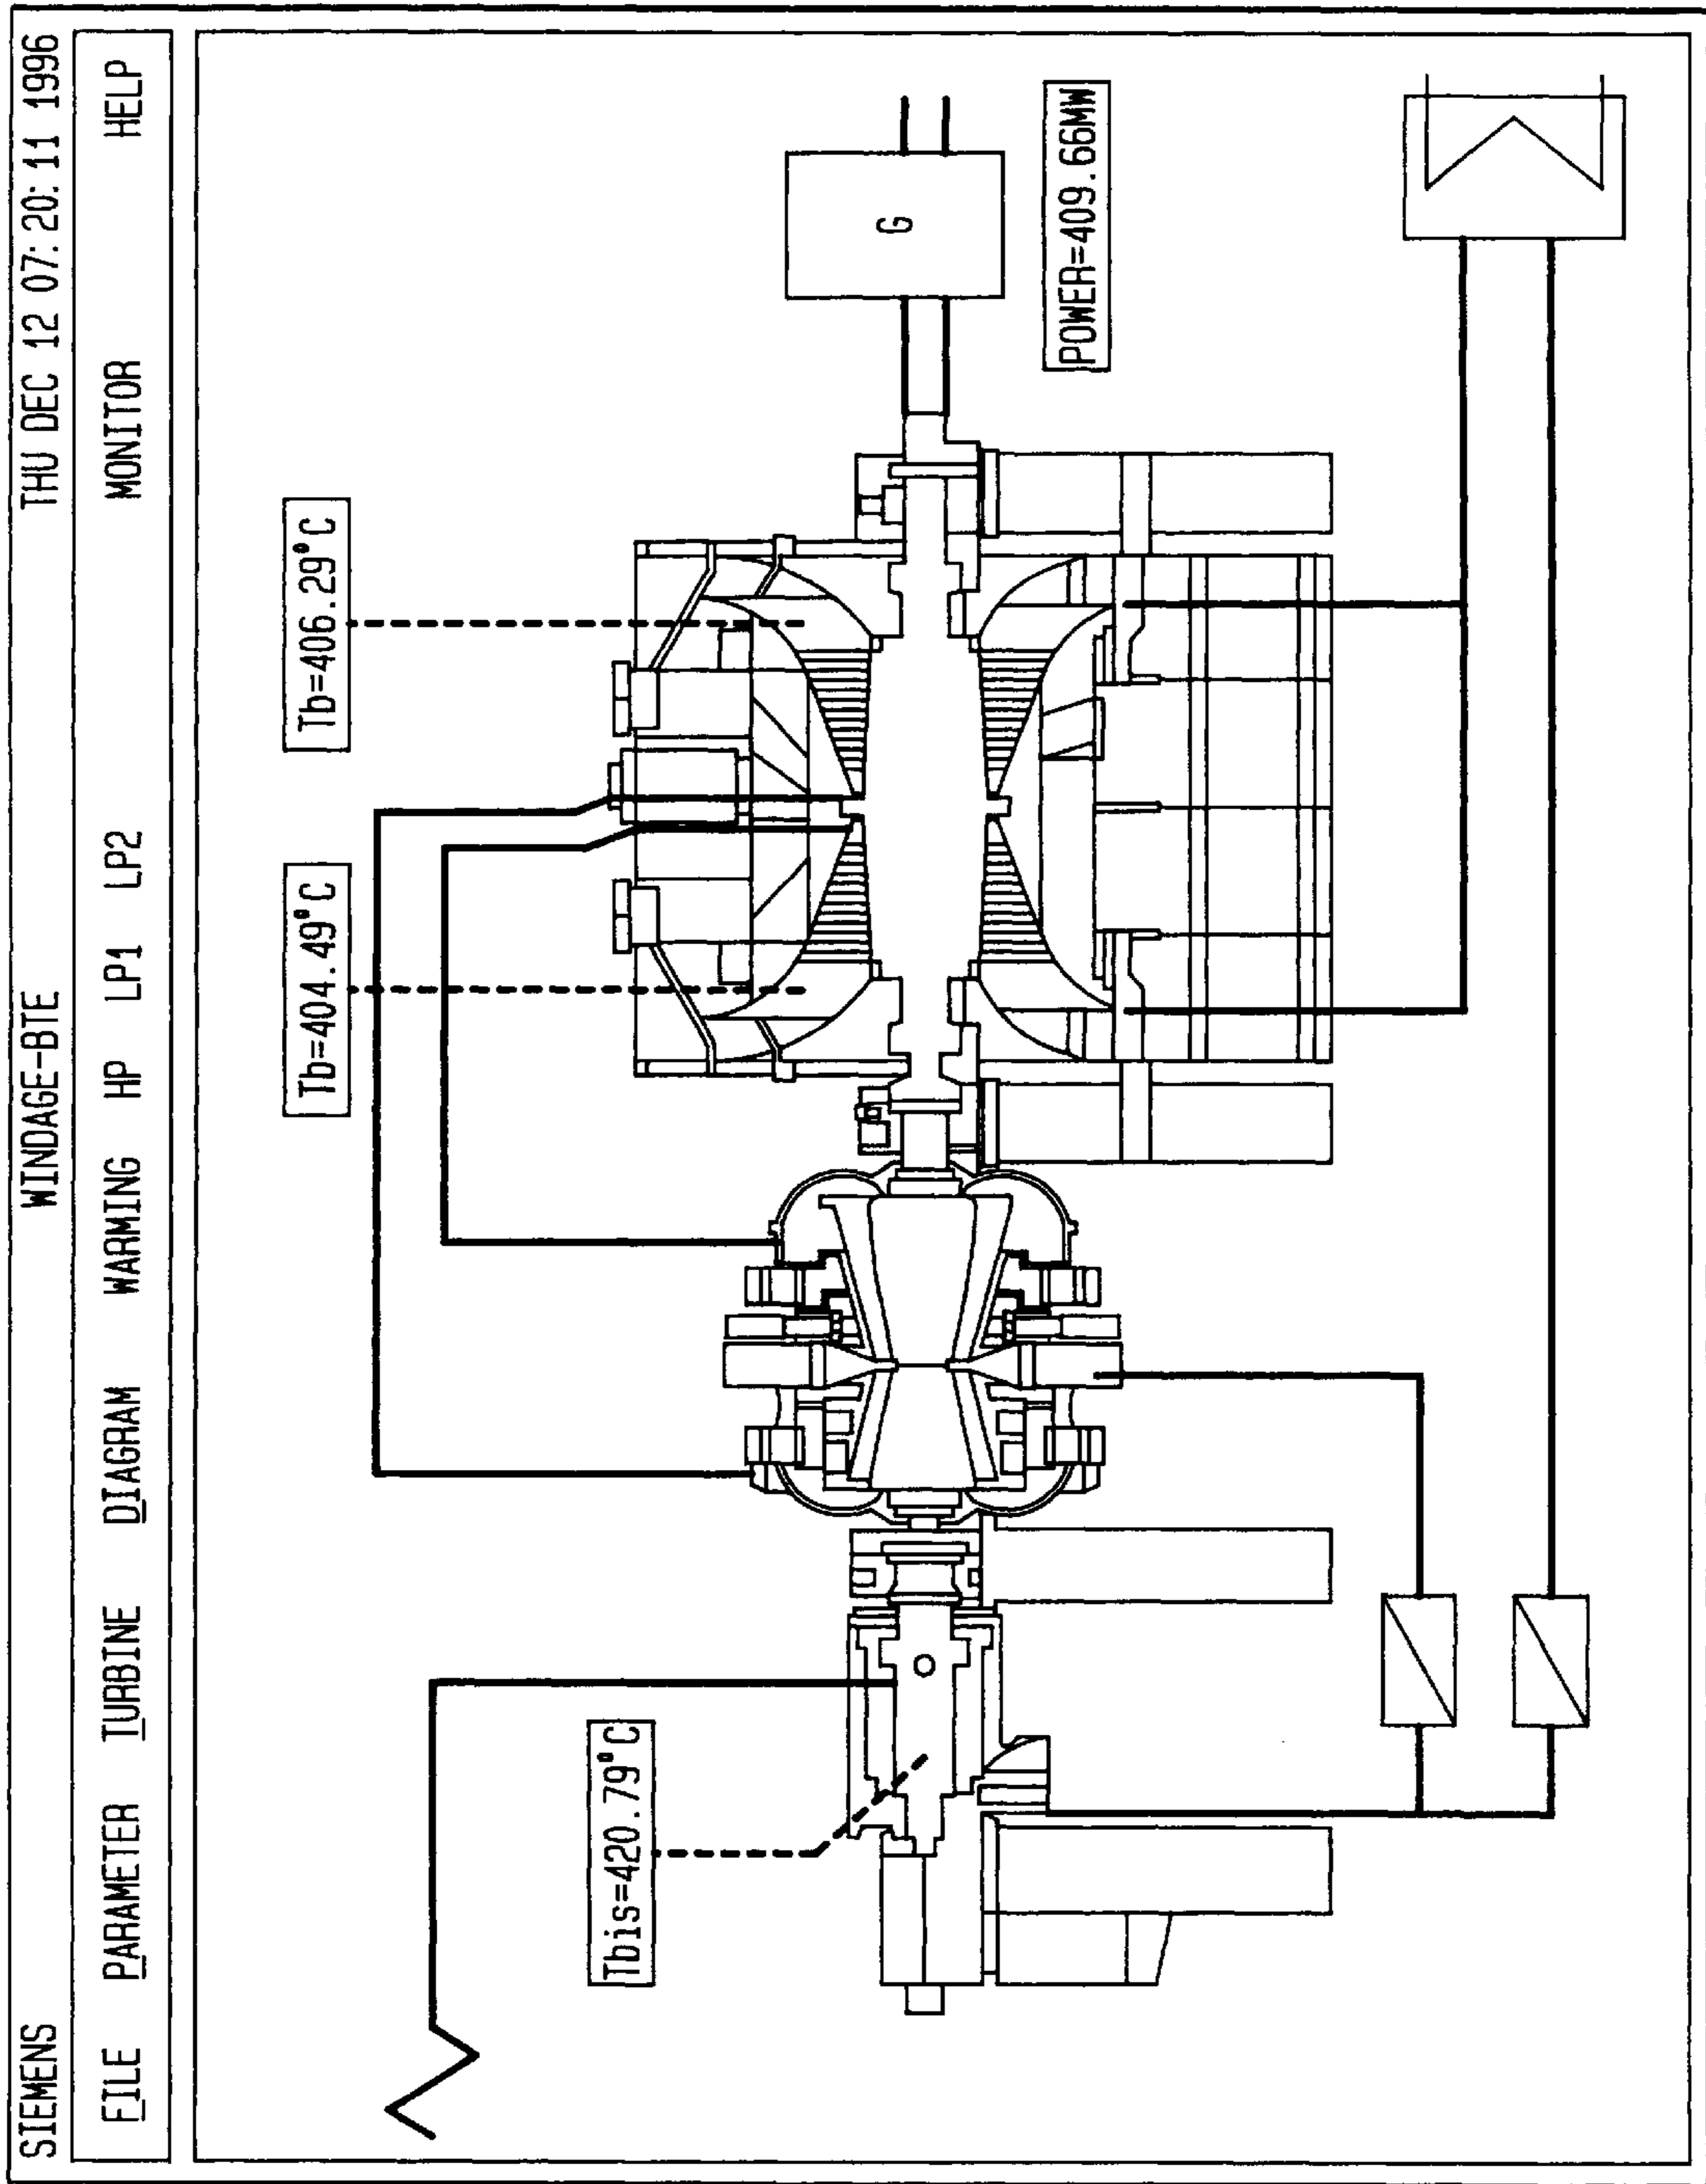 SIEMENS WINDAGE-BTE THU DEC 12 07:20:11 1996
FILE PARAMETER TURBINE DIAGRAM WARMING HP LP1 LP2 MONITOR HELP
Tb=404.49°C
Tb=406.29°C
Tbis=420.79°C
G
POWER=409.66MW